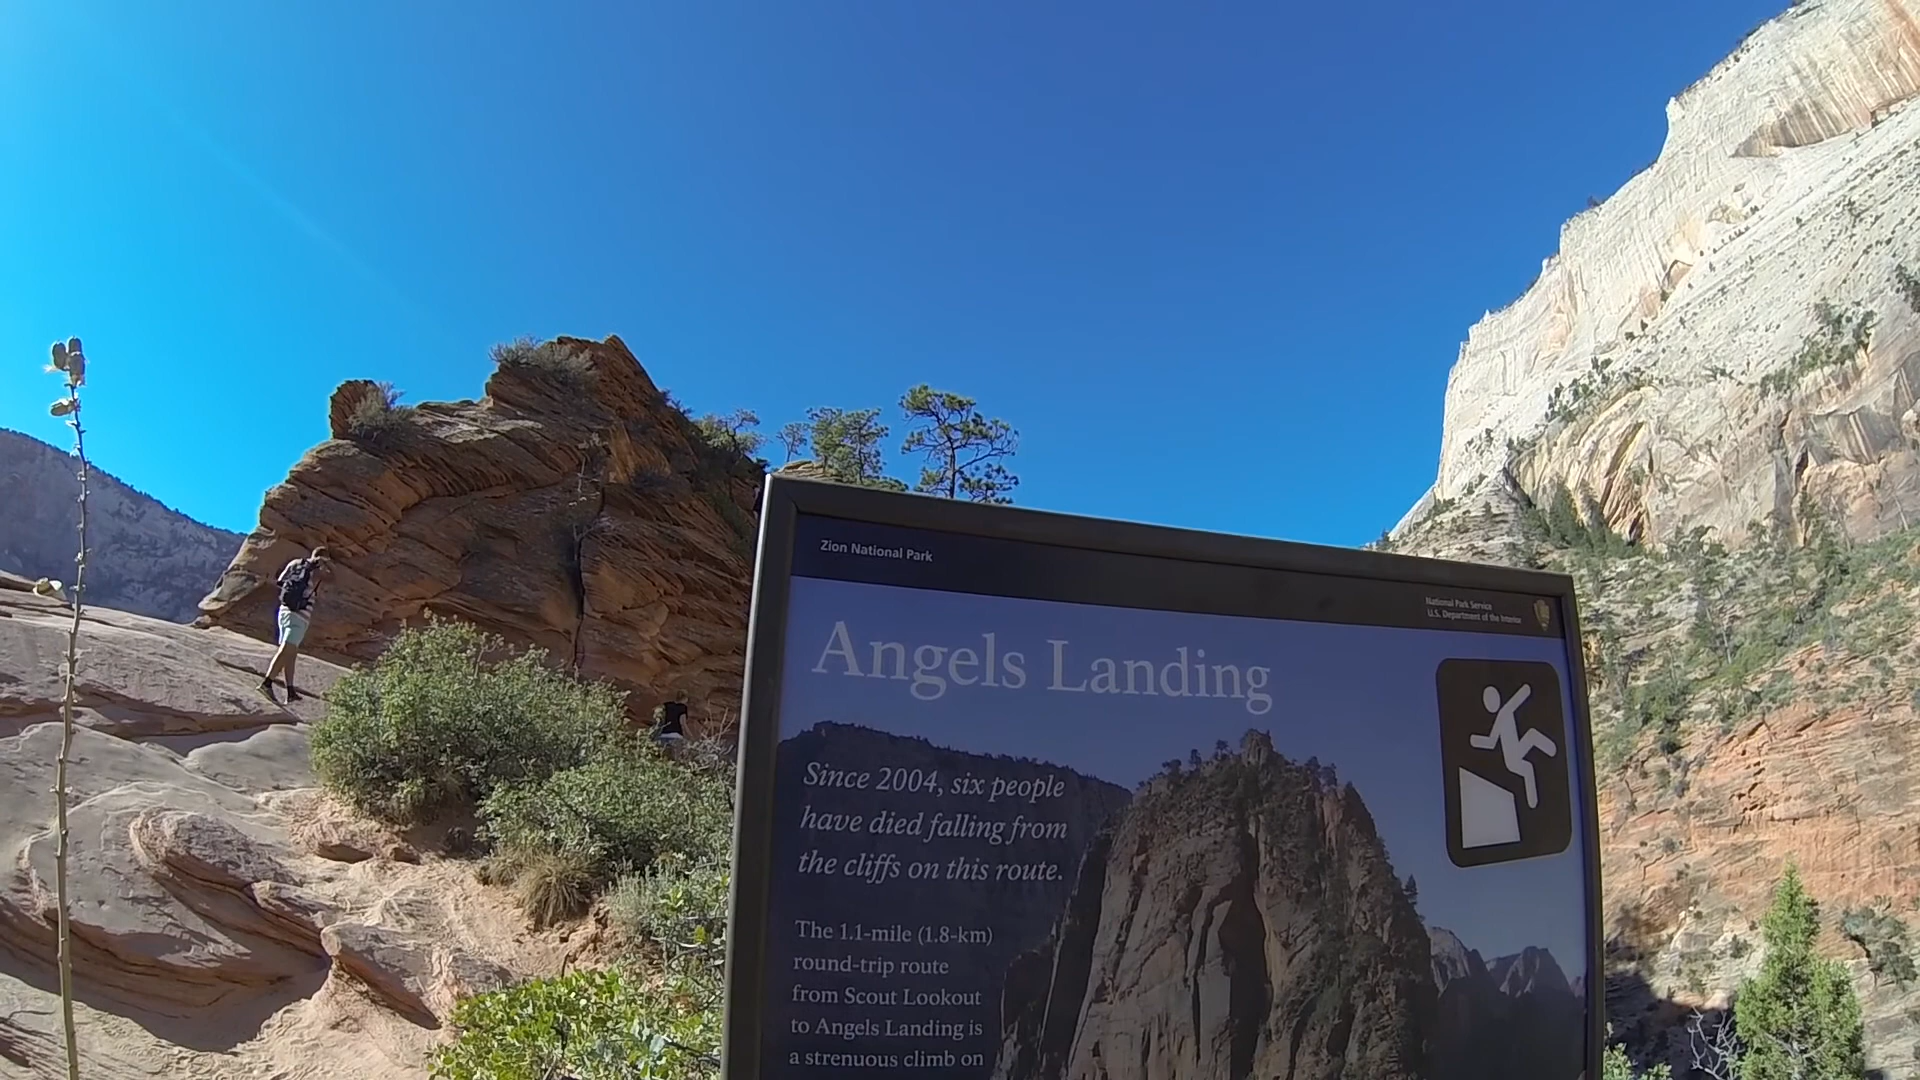 Zion National Park
National Park Service
U.S. Department of the Interior
Angels Landing
Since 2004, six people
have died falling from
the cliffs on this route.
The 1.1-mile (1.8-km)
round-trip route
from Scout Lookout
to Angels Landing is
a strenuous climb on